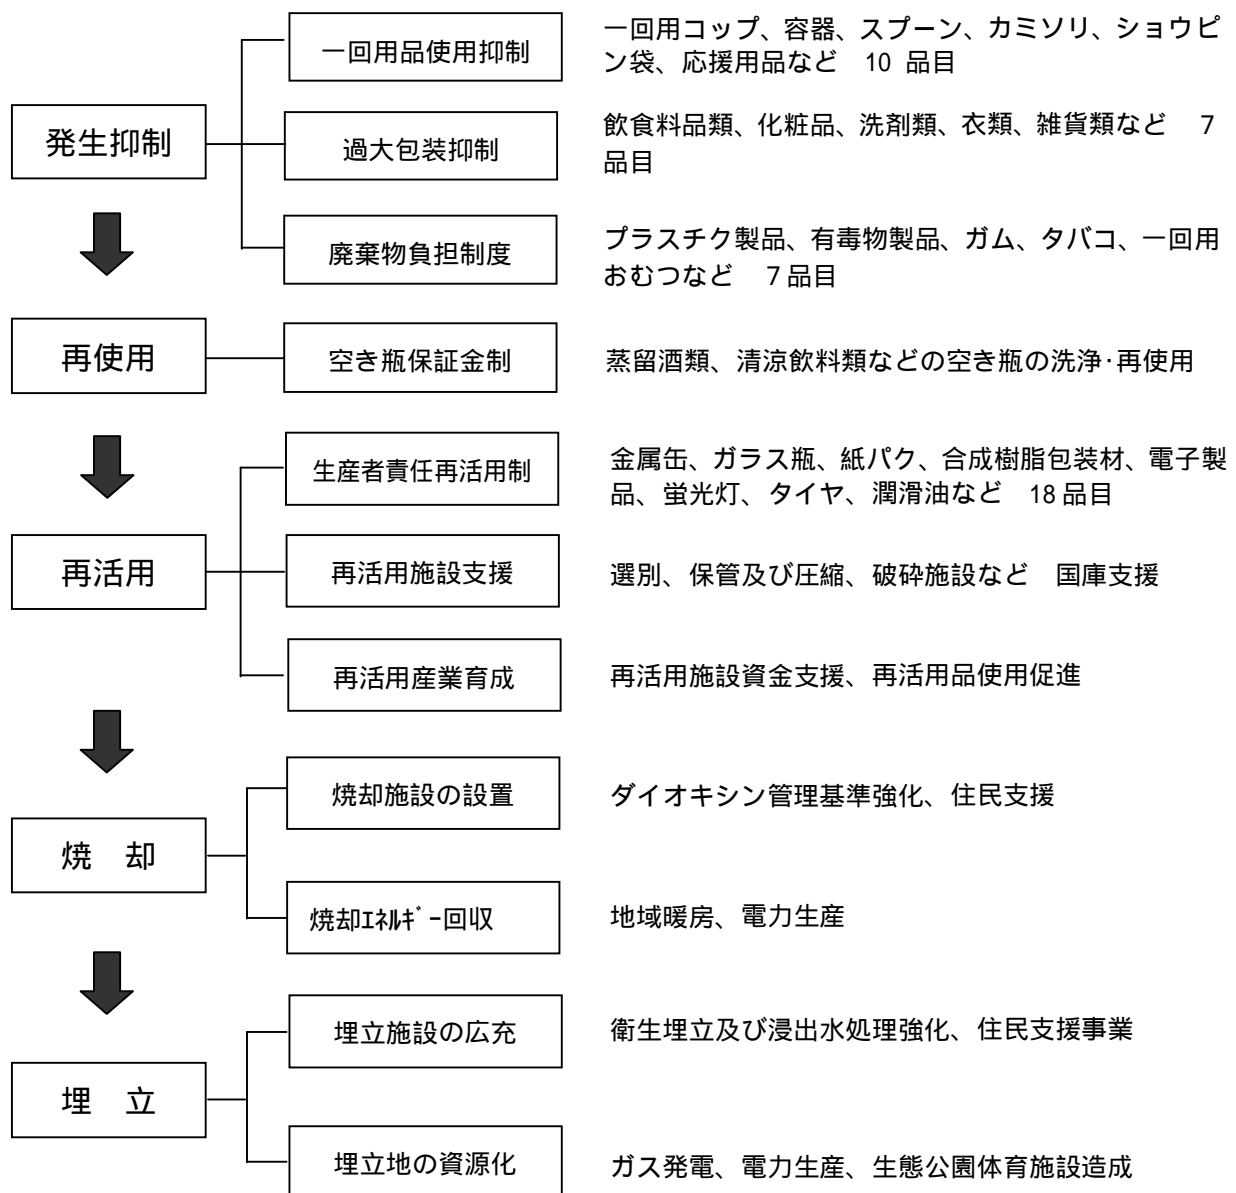 一回用品使用抑制
一回用コップ、容器、スプーン、カミソリ、ショウピ
ン袋、応援用品など　10 品目
発生抑制
過大包装抑制
飲食料品類、化粧品、洗剤類、衣類、雑貨類など　7
品目
廃棄物負担制度
プラスチク製品、有毒物製品、ガム、タバコ、一回用
おむつなど　7品目
再使用
空き瓶保証金制
蒸留酒類、清涼飲料類などの空き瓶の洗浄･再使用
生産者責任再活用制
金属缶、ガラス瓶、紙パク、合成樹脂包装材、電子製
品、蛍光灯、タイヤ、潤滑油など　18品目
再活用
再活用施設支援
選別、保管及び圧縮、破砕施設など　国庫支援
再活用産業育成
再活用施設資金支援、再活用品使用促進
焼却施設の設置
ダイオキシン管理基準強化、住民支援
焼　却
焼却ｴﾈﾙｷﾞｰ回収
地域暖房、電力生産
埋立施設の広充
衛生埋立及び浸出水処理強化、住民支援事業
埋　立
埋立地の資源化
ガス発電、電力生産、生態公園体育施設造成